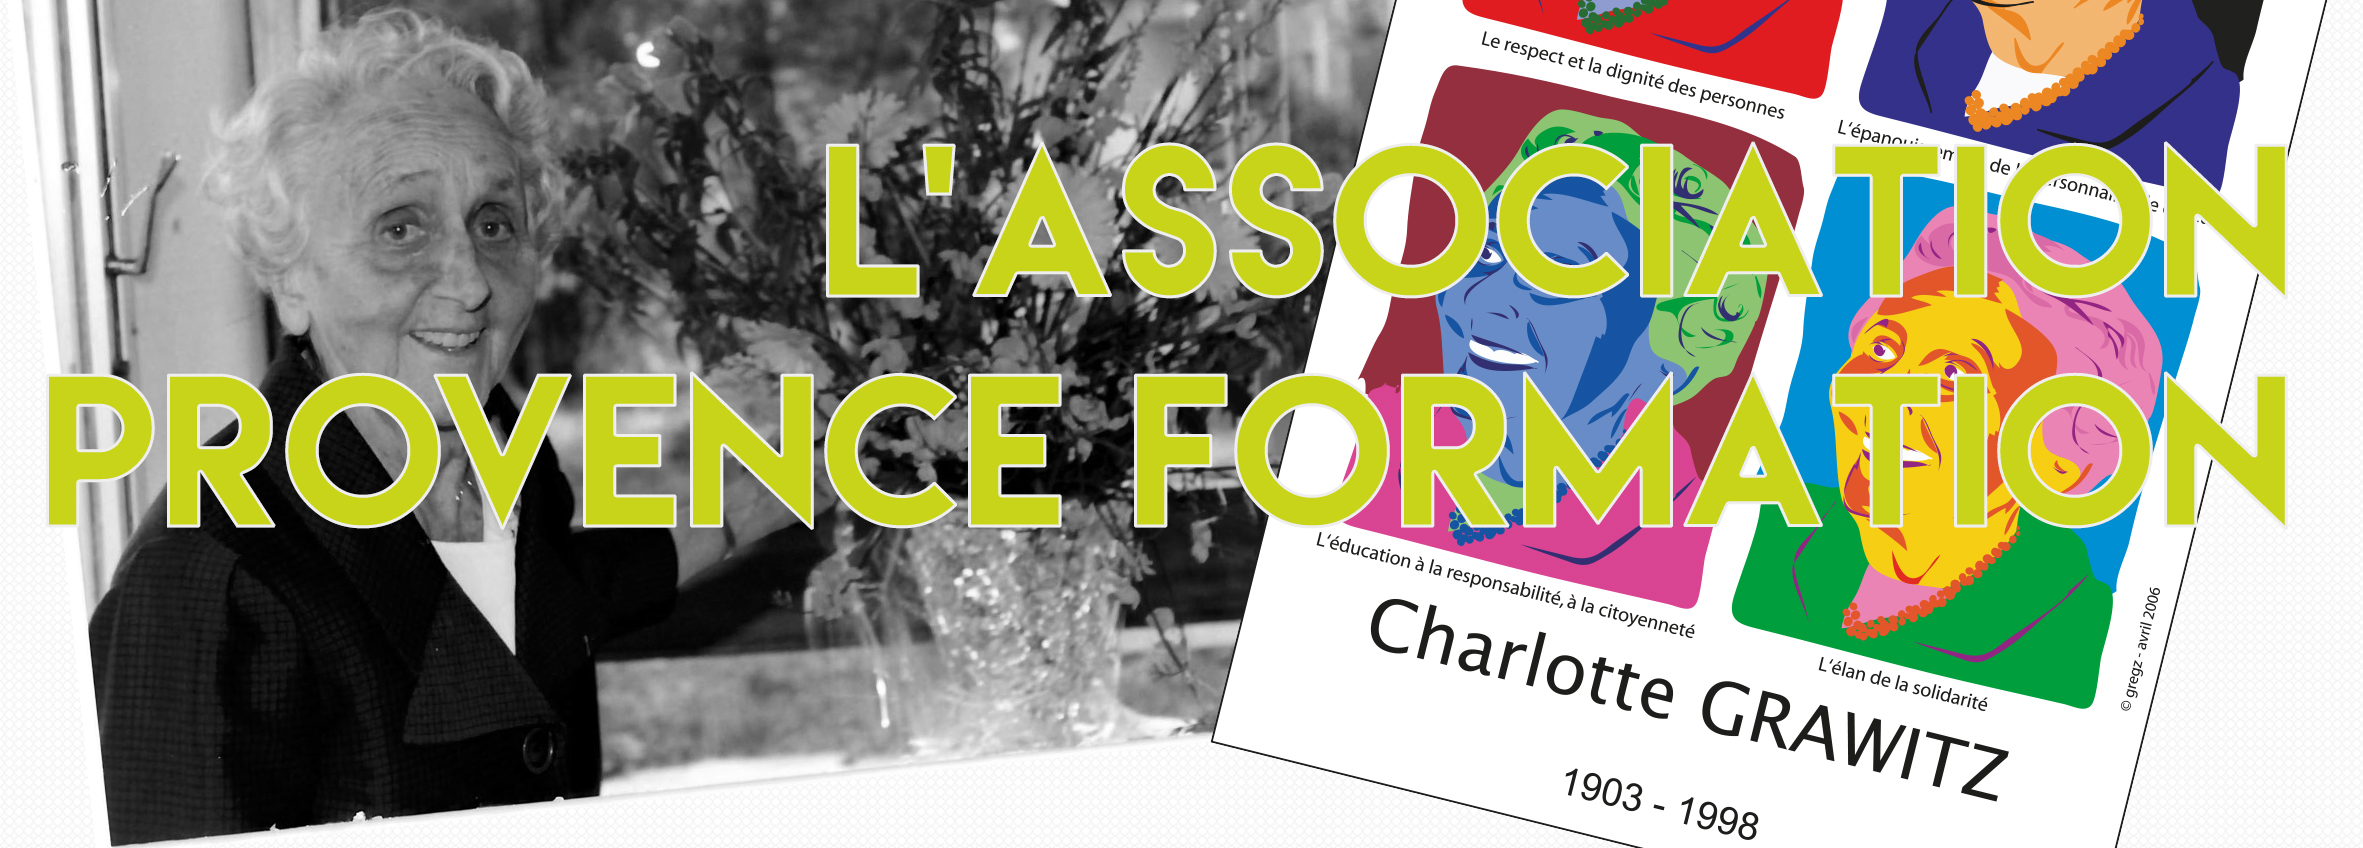 Le respect et la dignité des personnes
de
L'ASSOCIATION
PROVENCE FORMATION
L'éducation à la responsabilité, à la citoyenneté
L'élan de la solidarité
© gregz - avril 2006
Charlotte GRAWITZ
1903 - 1998